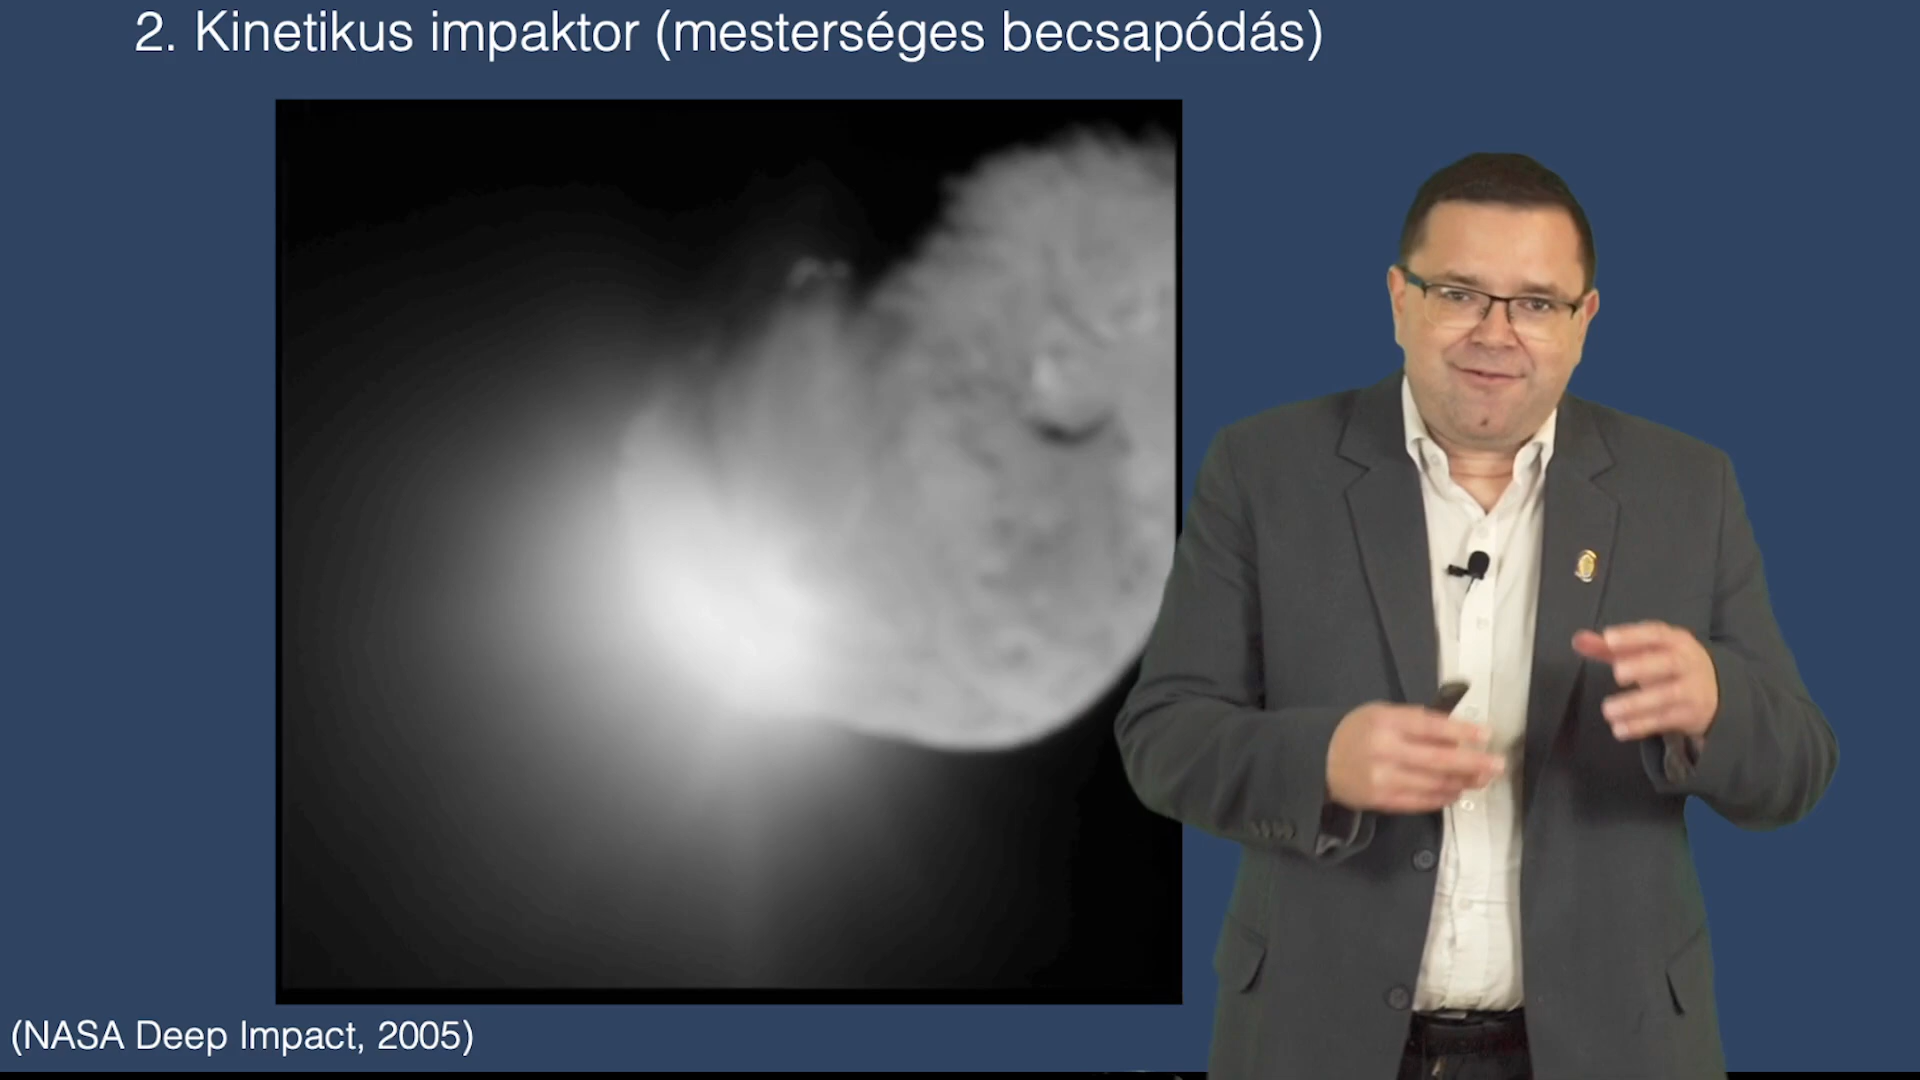 2. Kinetikus impaktor (mesterséges becsapódás)
(NASA Deep Impact, 2005)